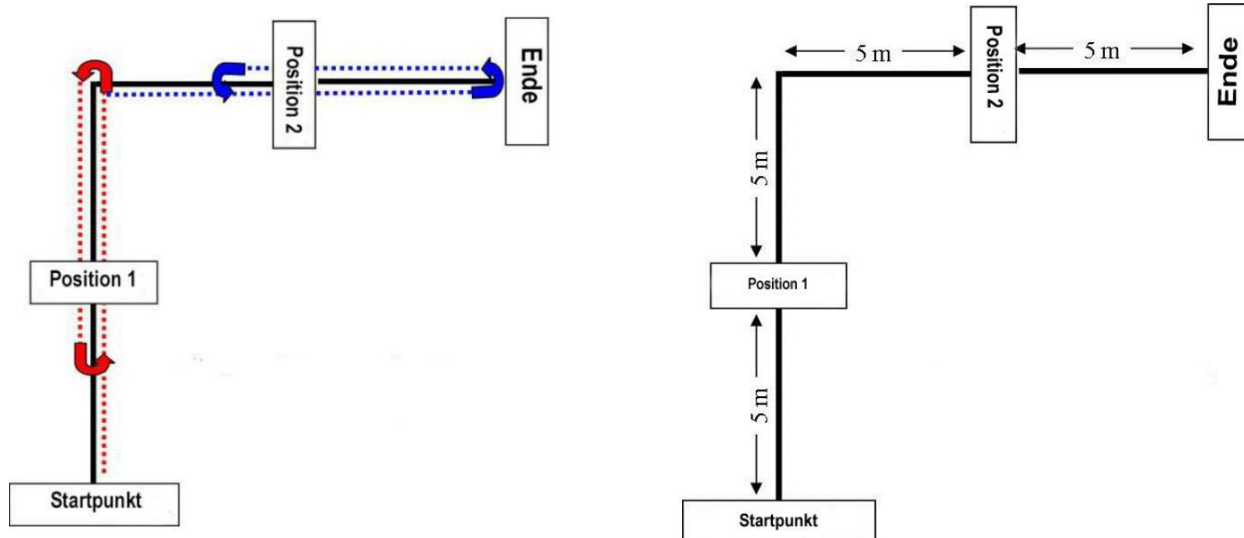 Position 2
Ende
Position 1
Startpunkt
5 m
5 m
Position 2
Ende
5 m
Position 1
5 m
Startpunkt